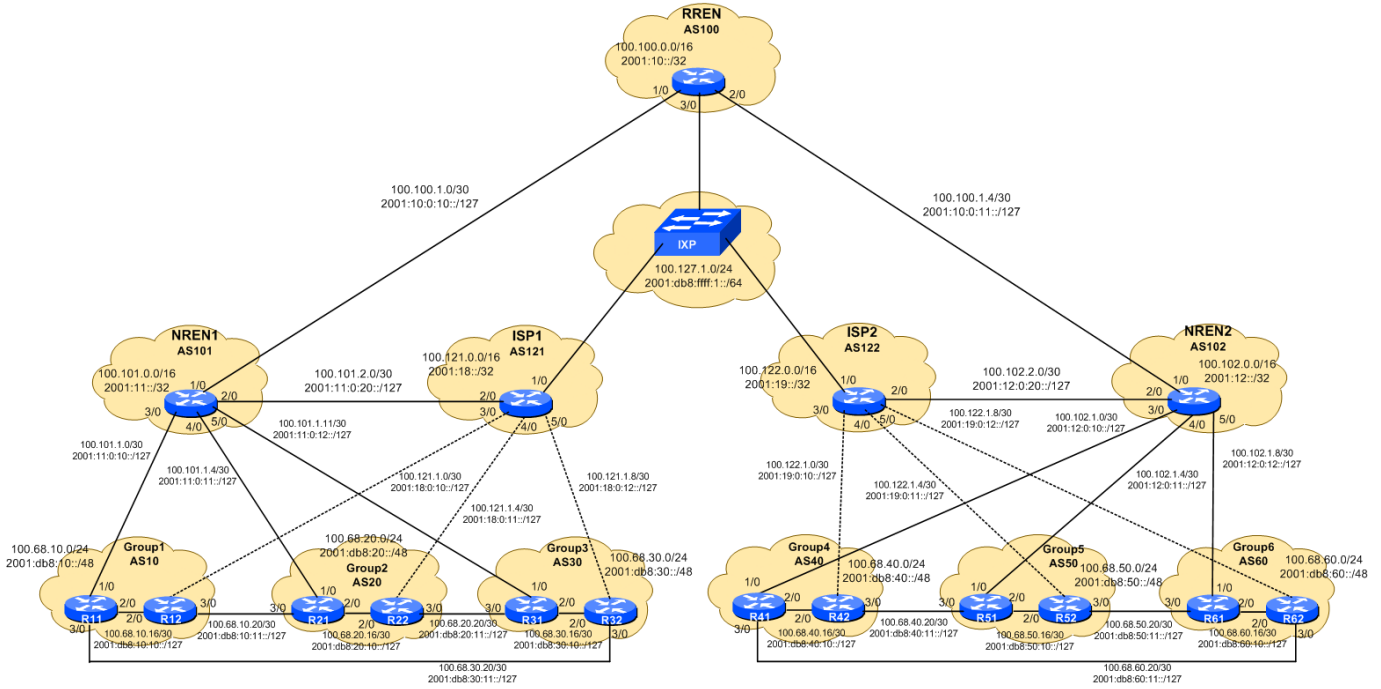 RREN
AS100
100.100.0.0/16
2001:10::/32
1/0
3/0
2/0
100.100.1.0/30
2001:10:0:10::/127
100.100.1.4/30
2001:10:0:11::/127
IXP
100.127.1.0/24
2001:db8:ffff:1::/64
NREN1
AS101
100.101.0.0/16
2001:11::/32
1/0
2/0
3/0
4/0
5/0
100.101.2.0/30
2001:11:0:20::/127
ISP1
AS121
100.121.0.0/16
2001:18::/32
1/0
2/0
3/0
4/0
5/0
ISP2
AS122
100.122.0.0/16
2001:19::/32
1/0
2/0
3/0
4/0
5/0
100.102.2.0/30
2001:12:0:20::/127
NREN2
AS102
100.102.0.0/16
2001:12::/32
1/0
2/0
3/0
4/0
5/0
100.101.1.0/30
2001:11:0:10::/127
100.101.1.4/30
2001:11:0:11::/127
100.101.1.11/30
2001:11:0:12::/127
100.121.1.0/30
2001:18:0:10::/127
100.121.1.4/30
2001:18:0:11::/127
100.121.1.8/30
2001:18:0:12::/127
100.122.1.0/30
2001:19:0:10::/127
100.122.1.4/30
2001:19:0:11::/127
100.122.1.8/30
2001:19:0:12::/127
100.102.1.0/30
2001:12:0:10::/127
100.102.1.4/30
2001:12:0:11::/127
100.102.1.8/30
2001:12:0:12::/127
100.68.10.0/24
2001:db8:10::/48
Group1
AS10
1/0
R11
2/0
2/0
R12
3/0
3/0
100.68.10.16/30
2001:db8:10:10::/127
100.68.10.20/30
2001:db8:10:11::/127
100.68.20.0/24
2001:db8:20::/48
Group2
AS20
1/0
3/0
R21
2/0
2/0
R22
3/0
100.68.20.16/30
2001:db8:20:10::/127
100.68.20.20/30
2001:db8:20:11::/127
Group3
AS30
100.68.30.0/24
2001:db8:30::/48
1/0
3/0
R31
2/0
2/0
R32
3/0
100.68.30.16/30
2001:db8:30:10::/127
100.68.30.20/30
2001:db8:30:11::/127
Group4
AS40
100.68.40.0/24
2001:db8:40::/48
1/0
R41
2/0
2/0
R42
3/0
3/0
100.68.40.16/30
2001:db8:40:10::/127
100.68.40.20/30
2001:db8:40:11::/127
Group5
AS50
100.68.50.0/24
2001:db8:50::/48
1/0
3/0
R51
2/0
2/0
R52
3/0
100.68.50.16/30
2001:db8:50:10::/127
100.68.50.20/30
2001:db8:50:11::/127
Group6
AS60
100.68.60.0/24
2001:db8:60::/48
1/0
3/0
R61
2/0
2/0
R62
3/0
100.68.60.16/30
2001:db8:60:10::/127
100.68.60.20/30
2001:db8:60:11::/127